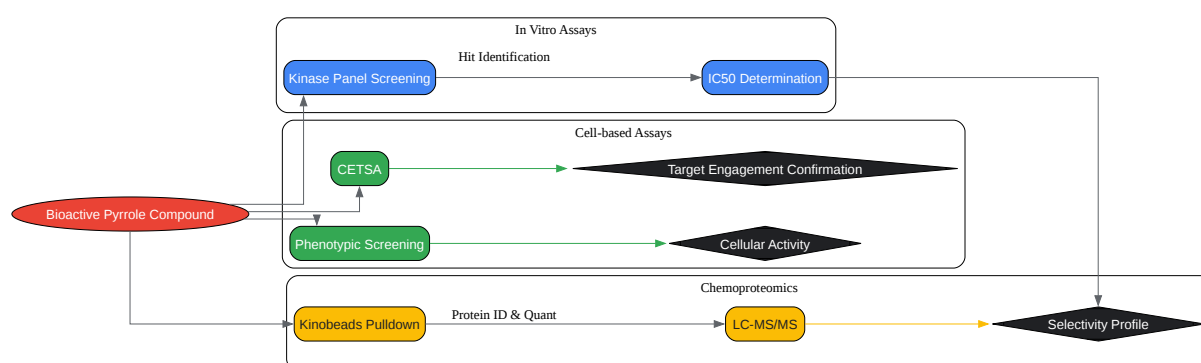 In Vitro Assays
Hit Identification
Kinase Panel Screening
IC50 Determination
Cell-based Assays
CETSA
Target Engagement Confirmation
Bioactive Pyrrole Compound
Phenotypic Screening
Cellular Activity
Chemoproteomics
Protein ID & Quant
Kinobeads Pulldown
LC-MS/MS
Selectivity Profile